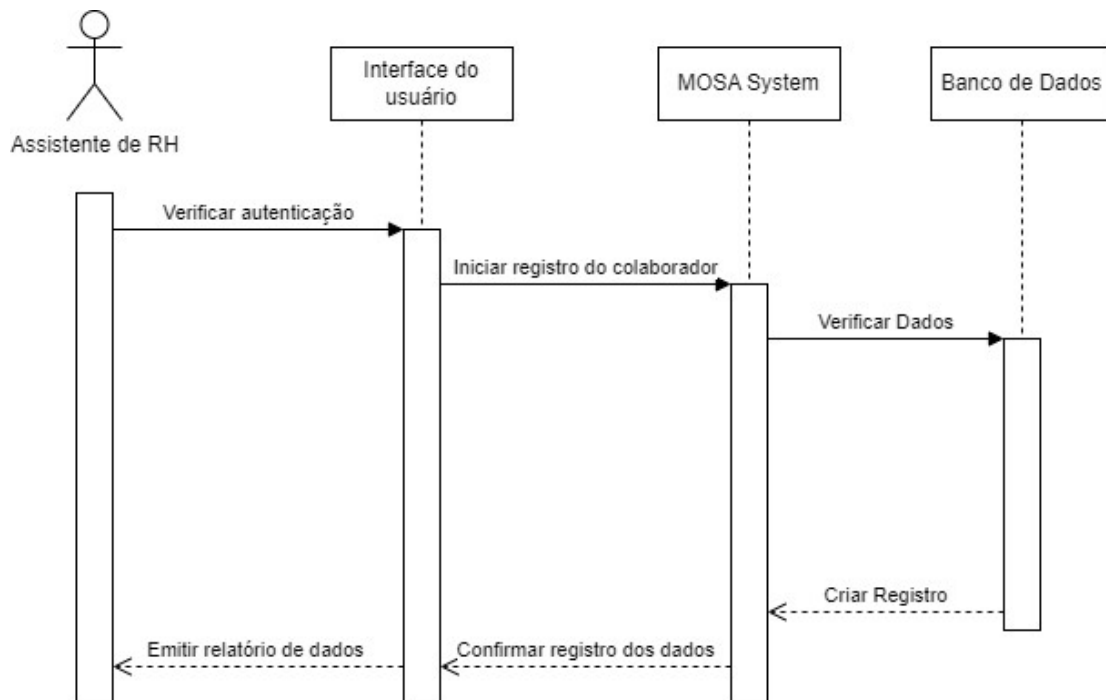 Assistente de RH
Interface do
usuário
MOSA System
Banco de Dados
Verificar autenticação
Iniciar registro do colaborador
Verificar Dados
Criar Registro
Confirmar registro dos dados
Emitir relatório de dados